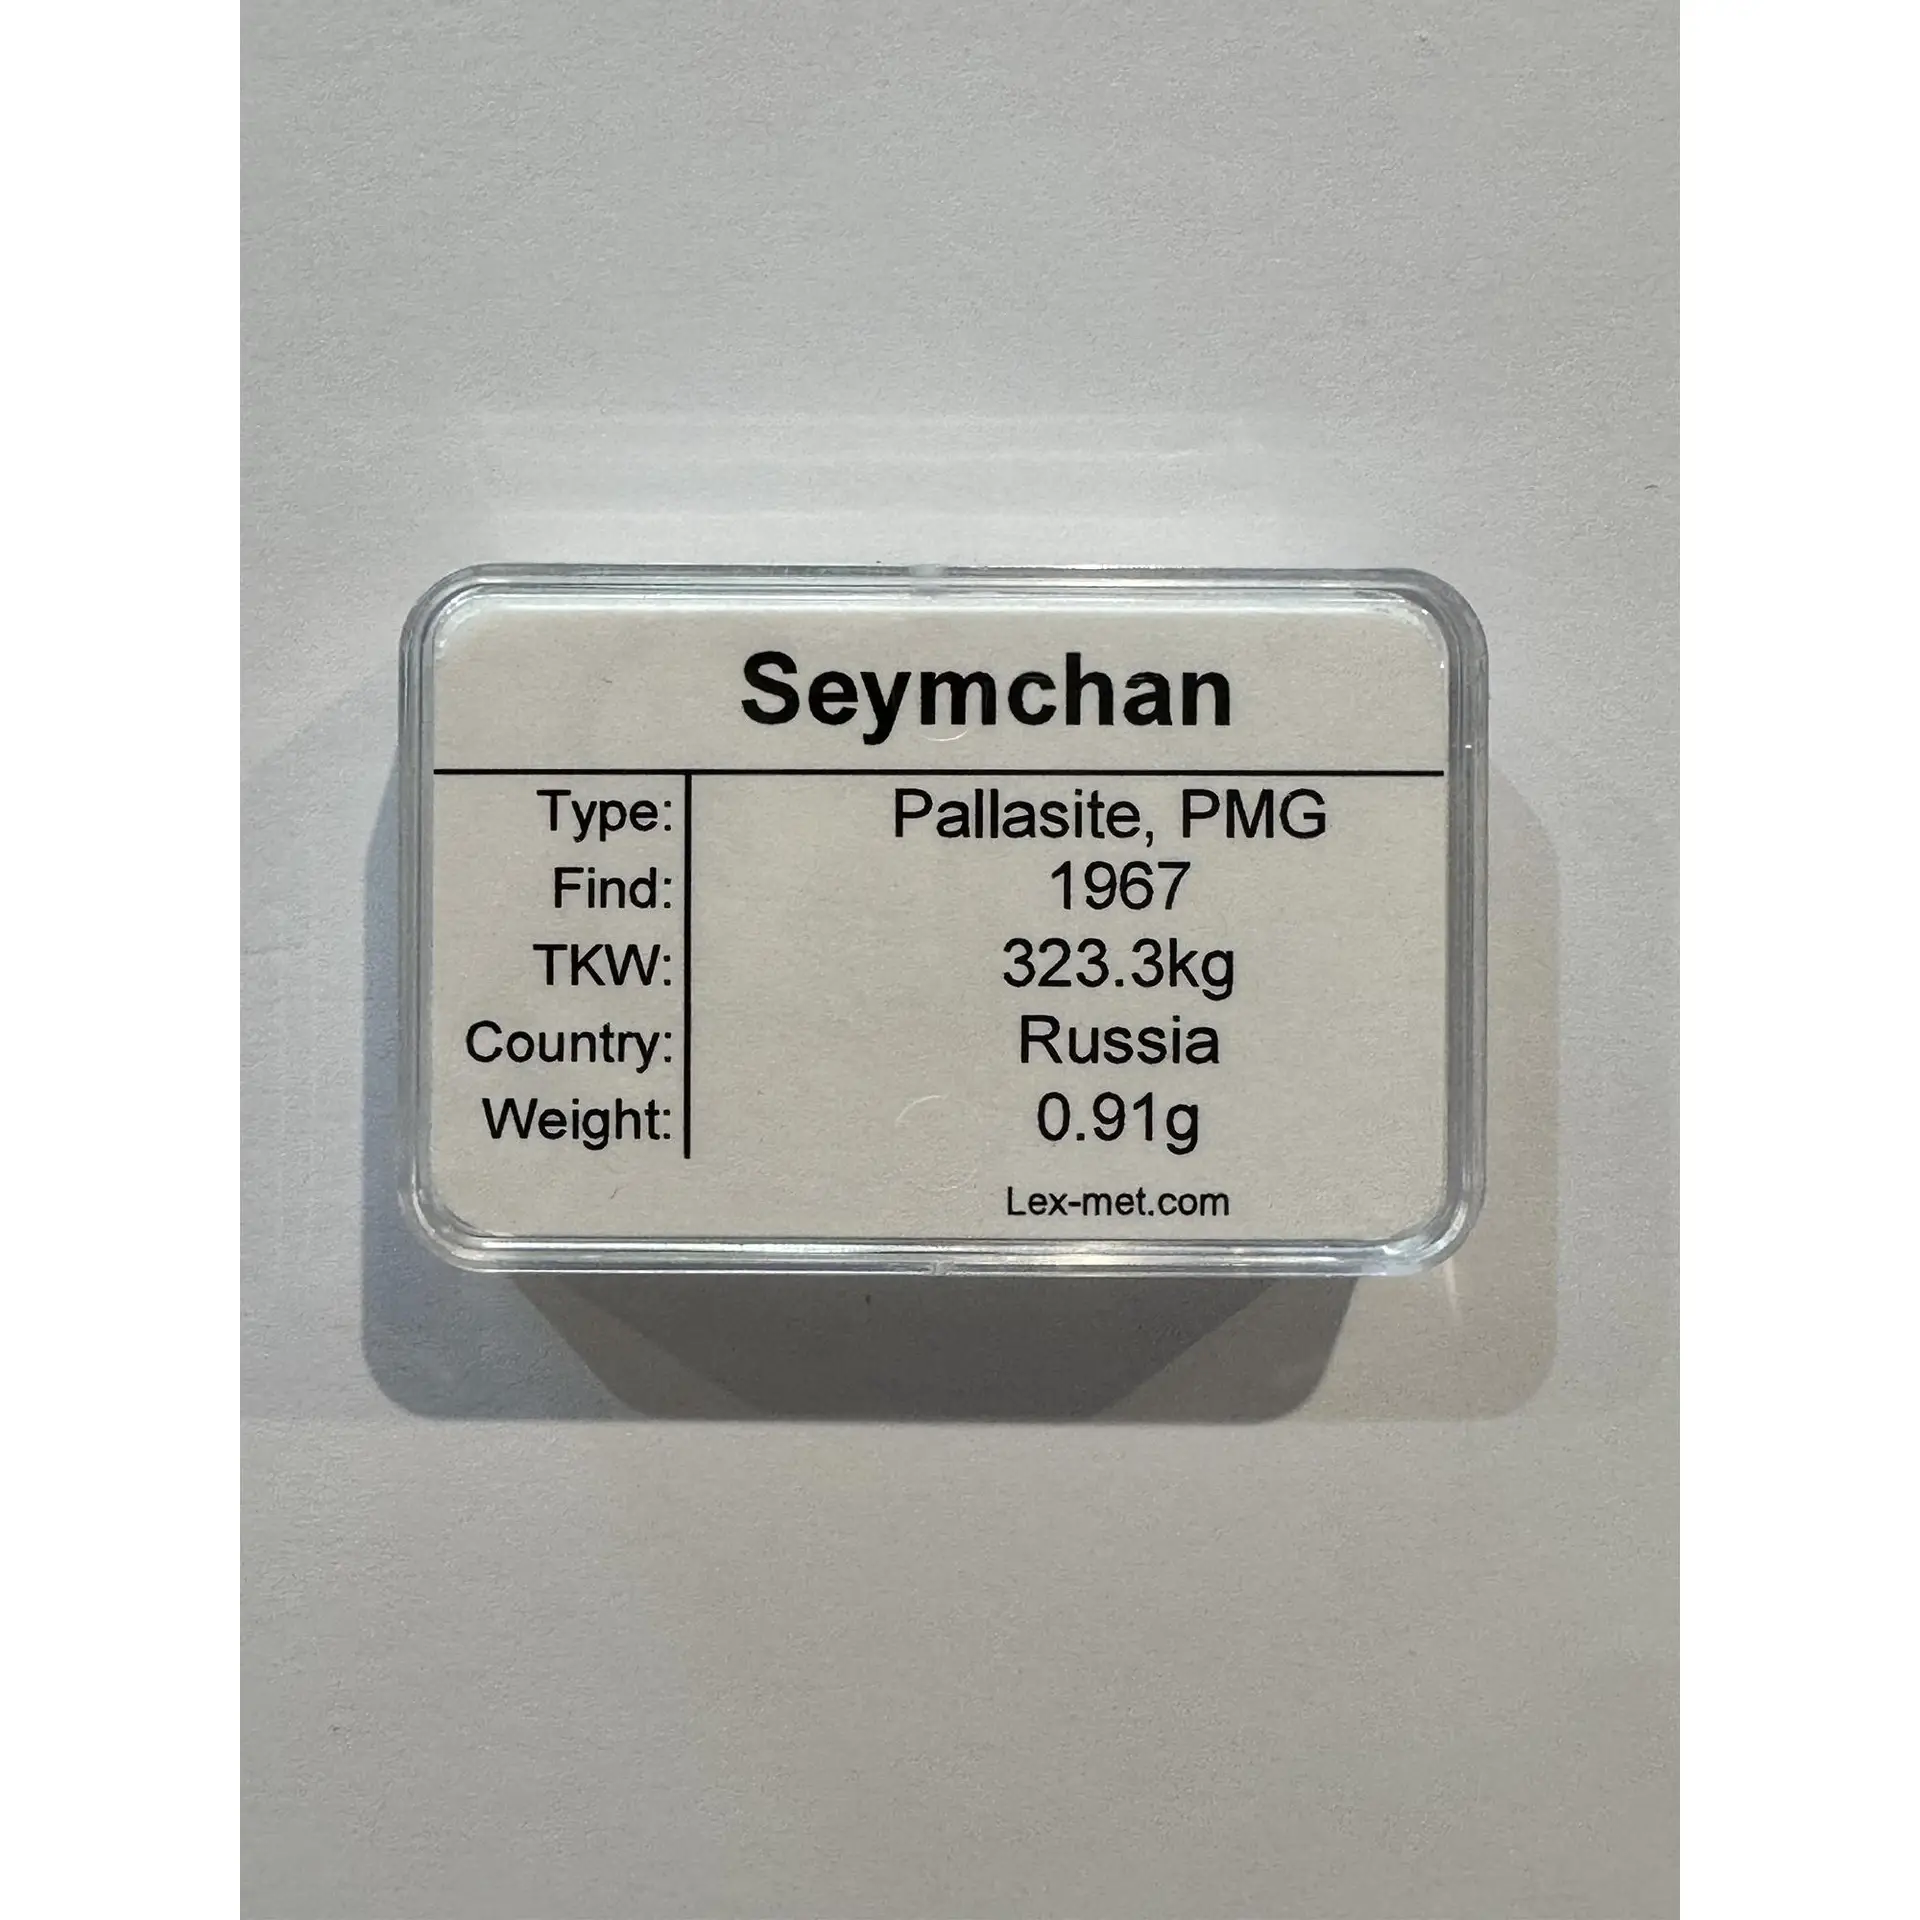 Seymchan
Type: Pallasite, PMG
Find: 1967
TKW: 323.3kg
Country: Russia
Weight: 0.91g
Lex-met.com